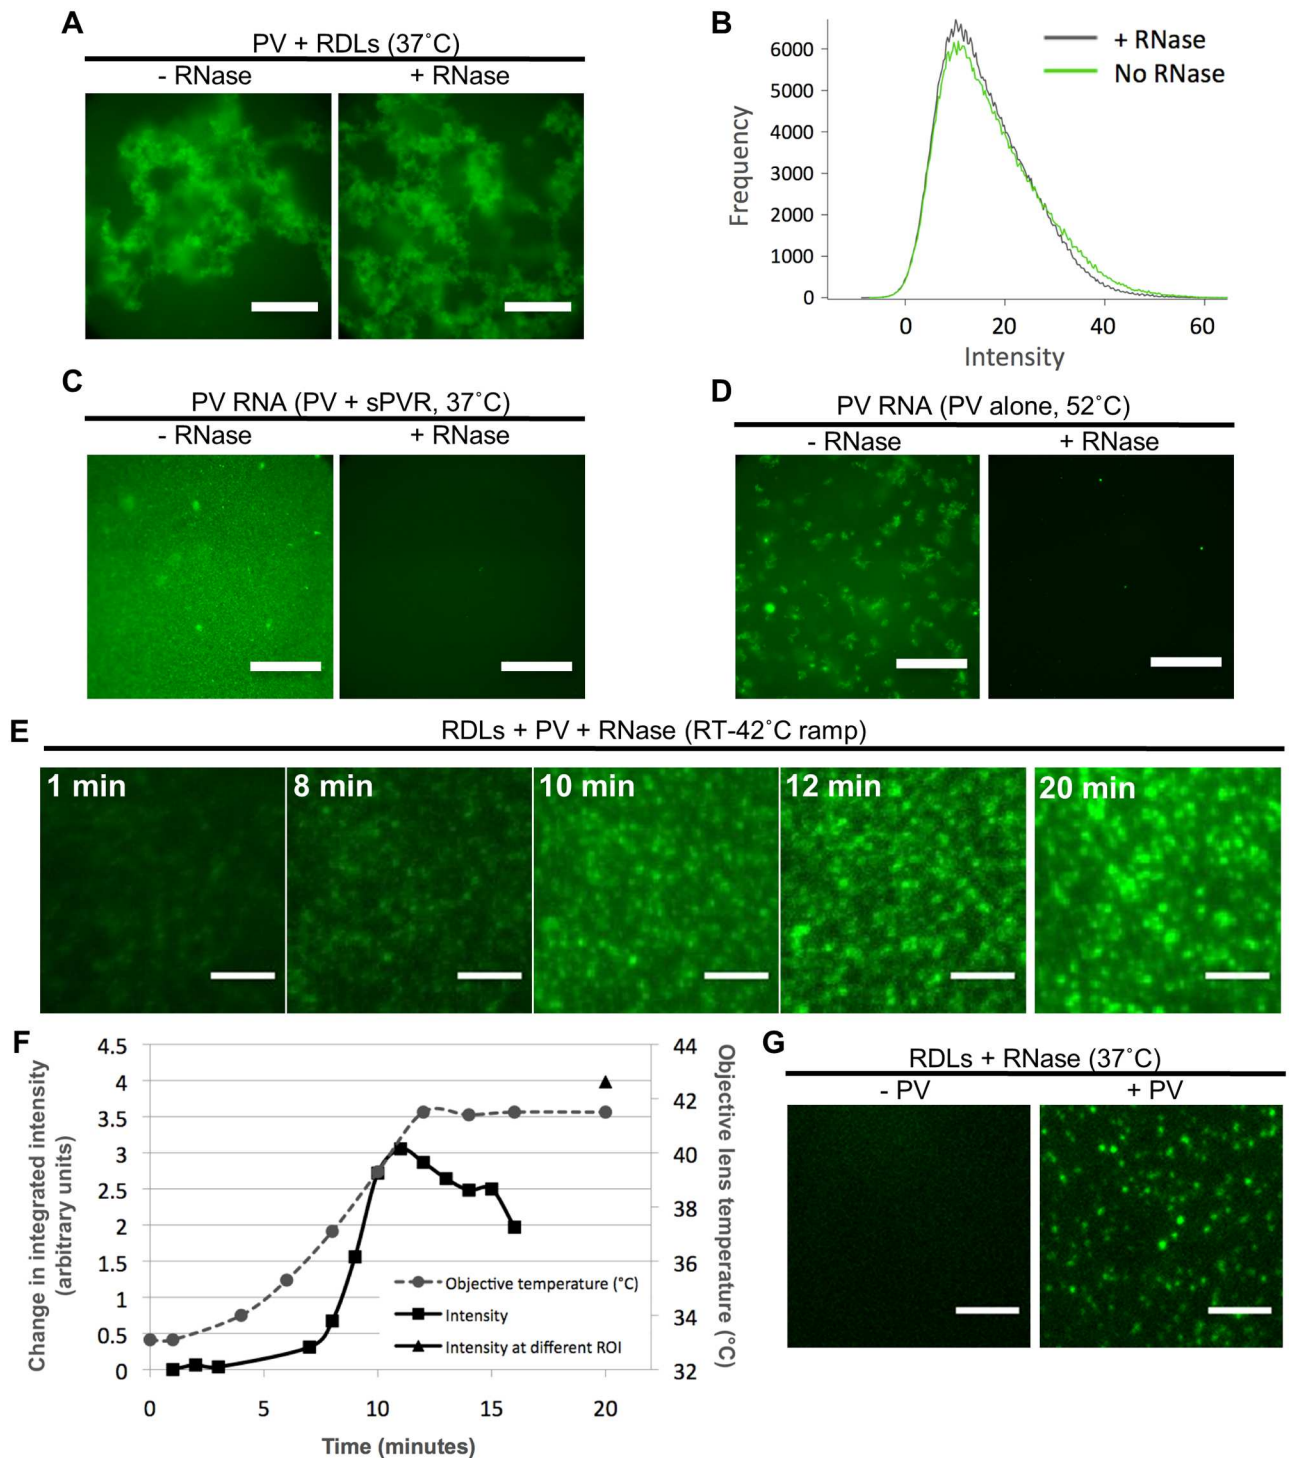 A
PV + RDLs (37˚C)
- RNase
+ RNase
B
6000
5000
4000
3000
2000
1000
0
Frequency
0
20
40
60
Intensity
+ RNase
No RNase
C
PV RNA (PV + sPVR, 37˚C)
- RNase
+ RNase
D
PV RNA (PV alone, 52˚C)
- RNase
+ RNase
E
RDLs + PV + RNase (RT-42˚C ramp)
1 min
8 min
10 min
12 min
20 min
F
Change in integrated intensity
(arbitrary units)
4.5
4
3.5
3
2.5
2
1.5
1
0.5
0
44
42
40
38
36
34
32
Objective lens temperature (°C)
Objective temperature (°C)
Intensity
Intensity at different ROI
0
5
10
15
20
Time (minutes)
G
RDLs + RNase (37˚C)
- PV
+ PV